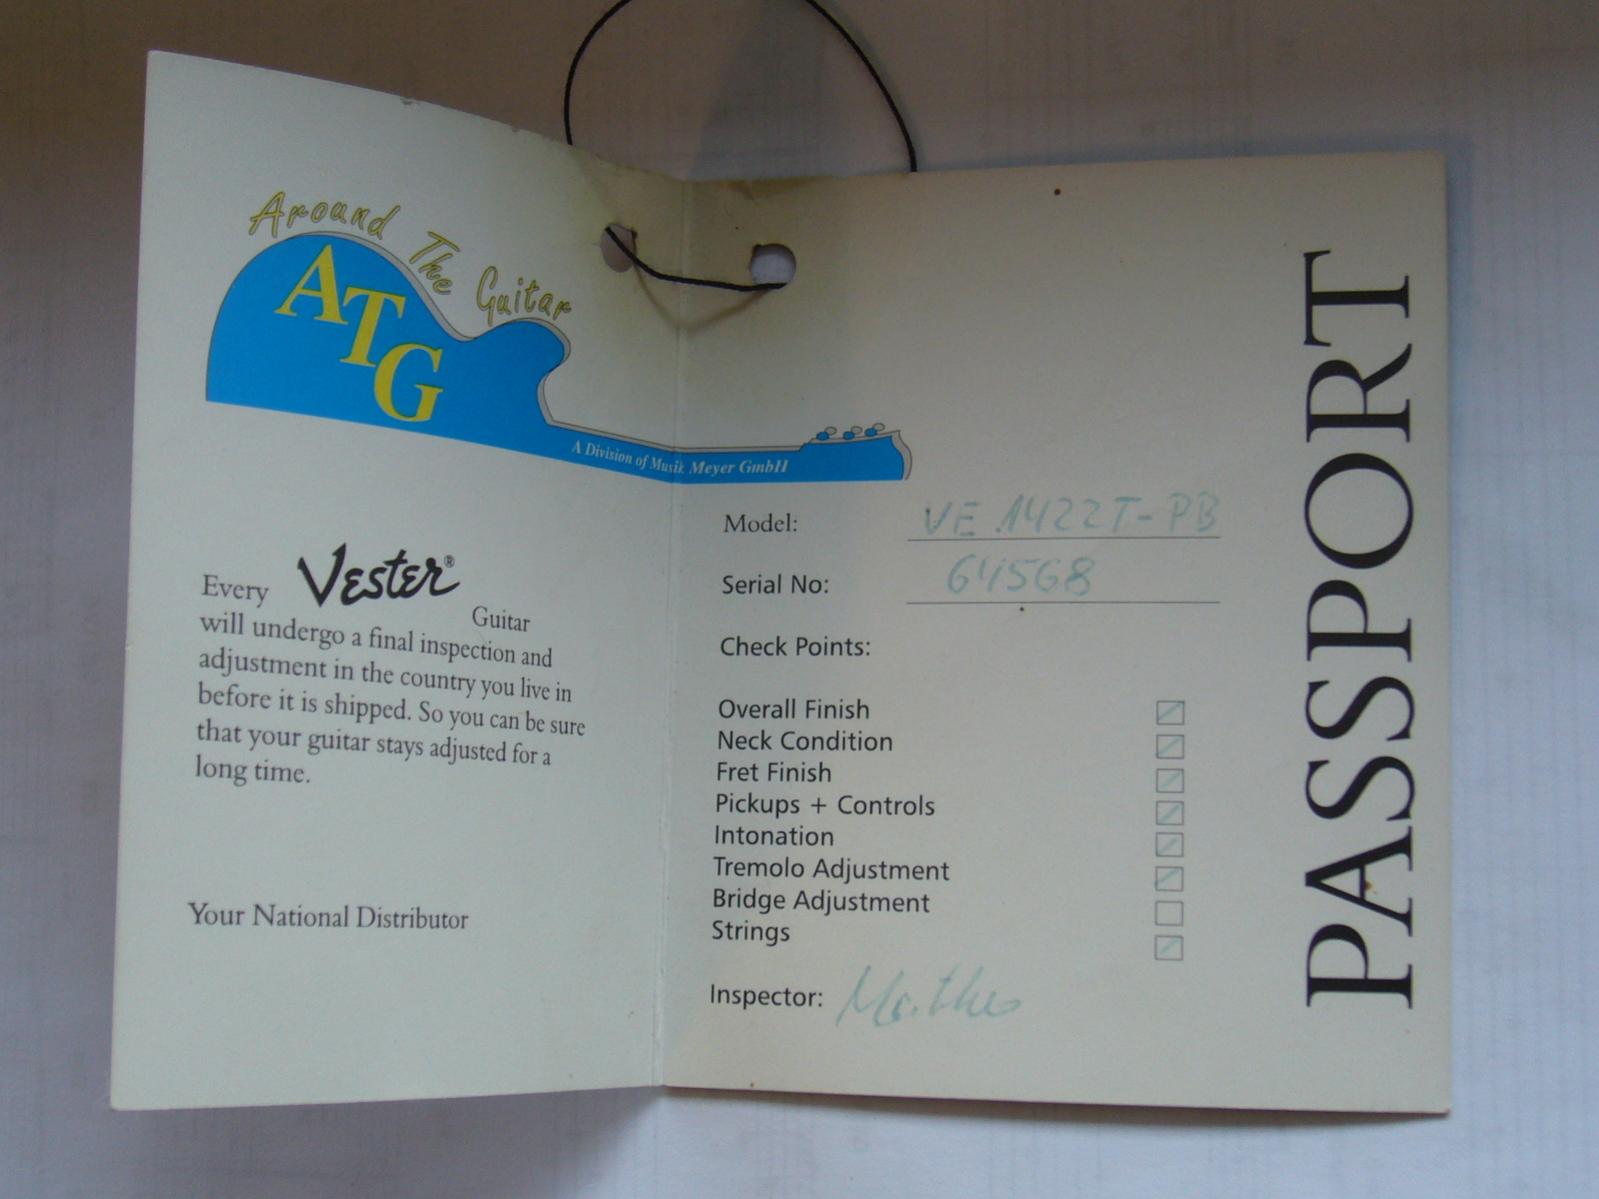 Around The Guitar
ATG
A Division of Musik Meyer GmbH
Every Vester® Guitar
will undergo a final inspection and
adjustment in the country you live in
before it is shipped. So you can be sure
that your guitar stays adjusted for a
long time.
Your National Distributor
Model: VE 1422T-PB
Serial No: 64568
Check Points:
Overall Finish
Neck Condition
Fret Finish
Pickups + Controls
Intonation
Tremolo Adjustment
Bridge Adjustment
Strings
Inspector:
PASSPORT